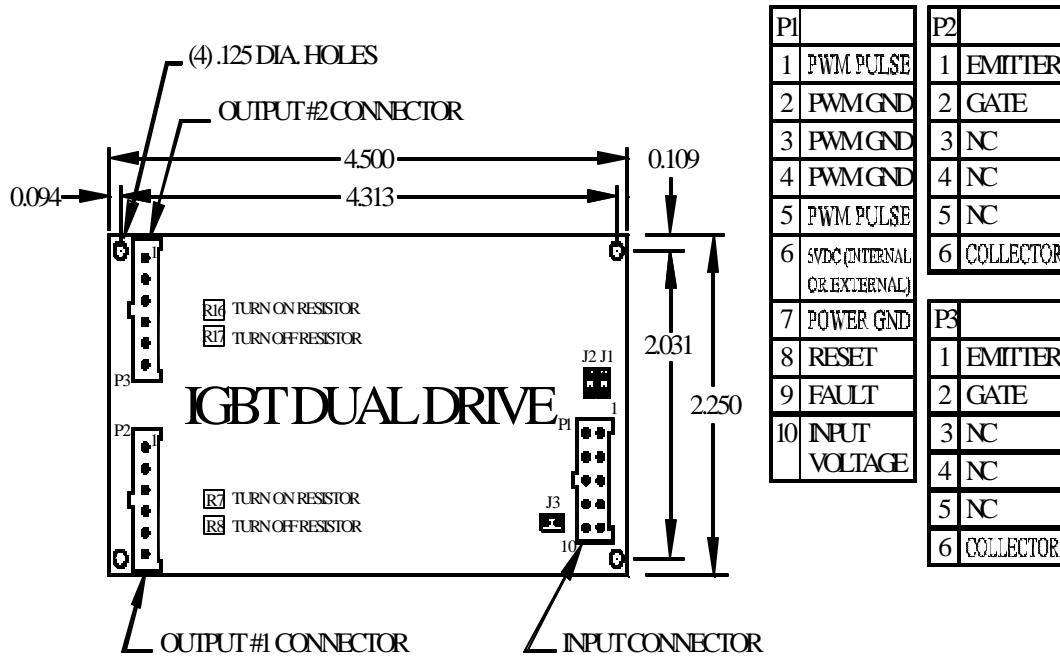 (4) .125 DIA. HOLES
OUTPUT #2 CONNECTOR
4.500
0.109
0.094
4.313
1
R16 TURN ON RESISTOR
R17 TURN OFF RESISTOR
2.031
J2 J1
P3
IGBT DUAL DRIVE
2.250
1
P2
P1
1
R7 TURN ON RESISTOR
J3
R8 TURN OFF RESISTOR
10
OUTPUT #1 CONNECTOR
INPUT CONNECTOR
P1
1 PWM PULSE
2 PWM GND
3 PWM GND
4 PWM GND
5 PWM PULSE
6 5VDC (INTERNAL
OR EXTERNAL)
7 POWER GND
8 RESET
9 FAULT
10 INPUT
VOLTAGE
P2
1 EMITTER
2 GATE
3 NC
4 NC
5 NC
6 COLLECTOR
P3
1 EMITTER
2 GATE
3 NC
4 NC
5 NC
6 COLLECTOR